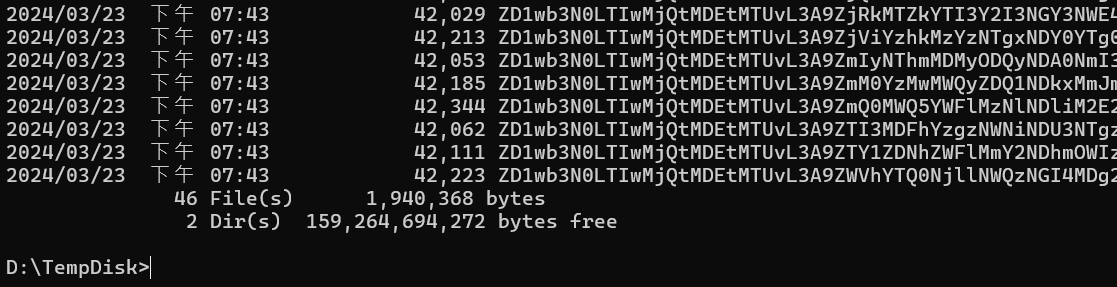 2024/03/23  下午 07:43            42,029 ZD1wb3N0LTIwMjQtMDEtMTUvL3A9ZjRkMTZkYTI3Y2I3NGY3NWE4
2024/03/23  下午 07:43            42,213 ZD1wb3N0LTIwMjQtMDEtMTUvL3A9ZjViYzhkMzYzNTgxNDY0YTg0
2024/03/23  下午 07:43            42,053 ZD1wb3N0LTIwMjQtMDEtMTUvL3A9ZmIyNThmMDMyODQyNDA0NmI3
2024/03/23  下午 07:43            42,185 ZD1wb3N0LTIwMjQtMDEtMTUvL3A9ZmM0YzMwMWQyZDQ1NDkxMmJm
2024/03/23  下午 07:43            42,344 ZD1wb3N0LTIwMjQtMDEtMTUvL3A9ZmQ0MWQ5YWFlMzNlNDliM2E2
2024/03/23  下午 07:43            42,062 ZD1wb3N0LTIwMjQtMDEtMTUvL3A9ZTI3MDFhYzgzNWNiNDU3NTgz
2024/03/23  下午 07:43            42,111 ZD1wb3N0LTIwMjQtMDEtMTUvL3A9ZTY1ZDNhZWFlMmY2NDhmOWIz
2024/03/23  下午 07:43            42,223 ZD1wb3N0LTIwMjQtMDEtMTUvL3A9ZWVhYTQ0NjllNWQzNGI4MDg2
46 File(s)      1,940,368 bytes
2 Dir(s)  159,264,694,272 bytes free
D:\TempDisk>